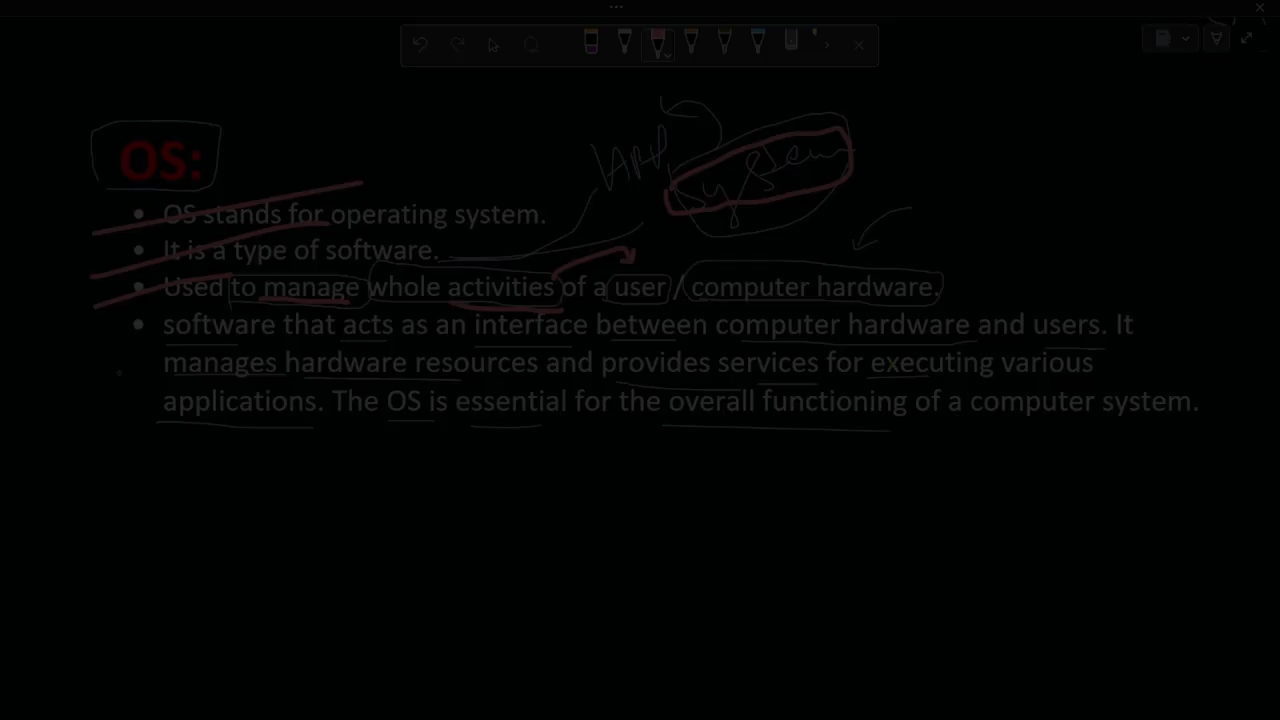 APP
System
OS:
• OS stands for operating system.
• It is a type of software.
• Used to manage whole activities of a user / computer hardware.
• software that acts as an interface between computer hardware and users. It
manages hardware resources and provides services for executing various
applications. The OS is essential for the overall functioning of a computer system.